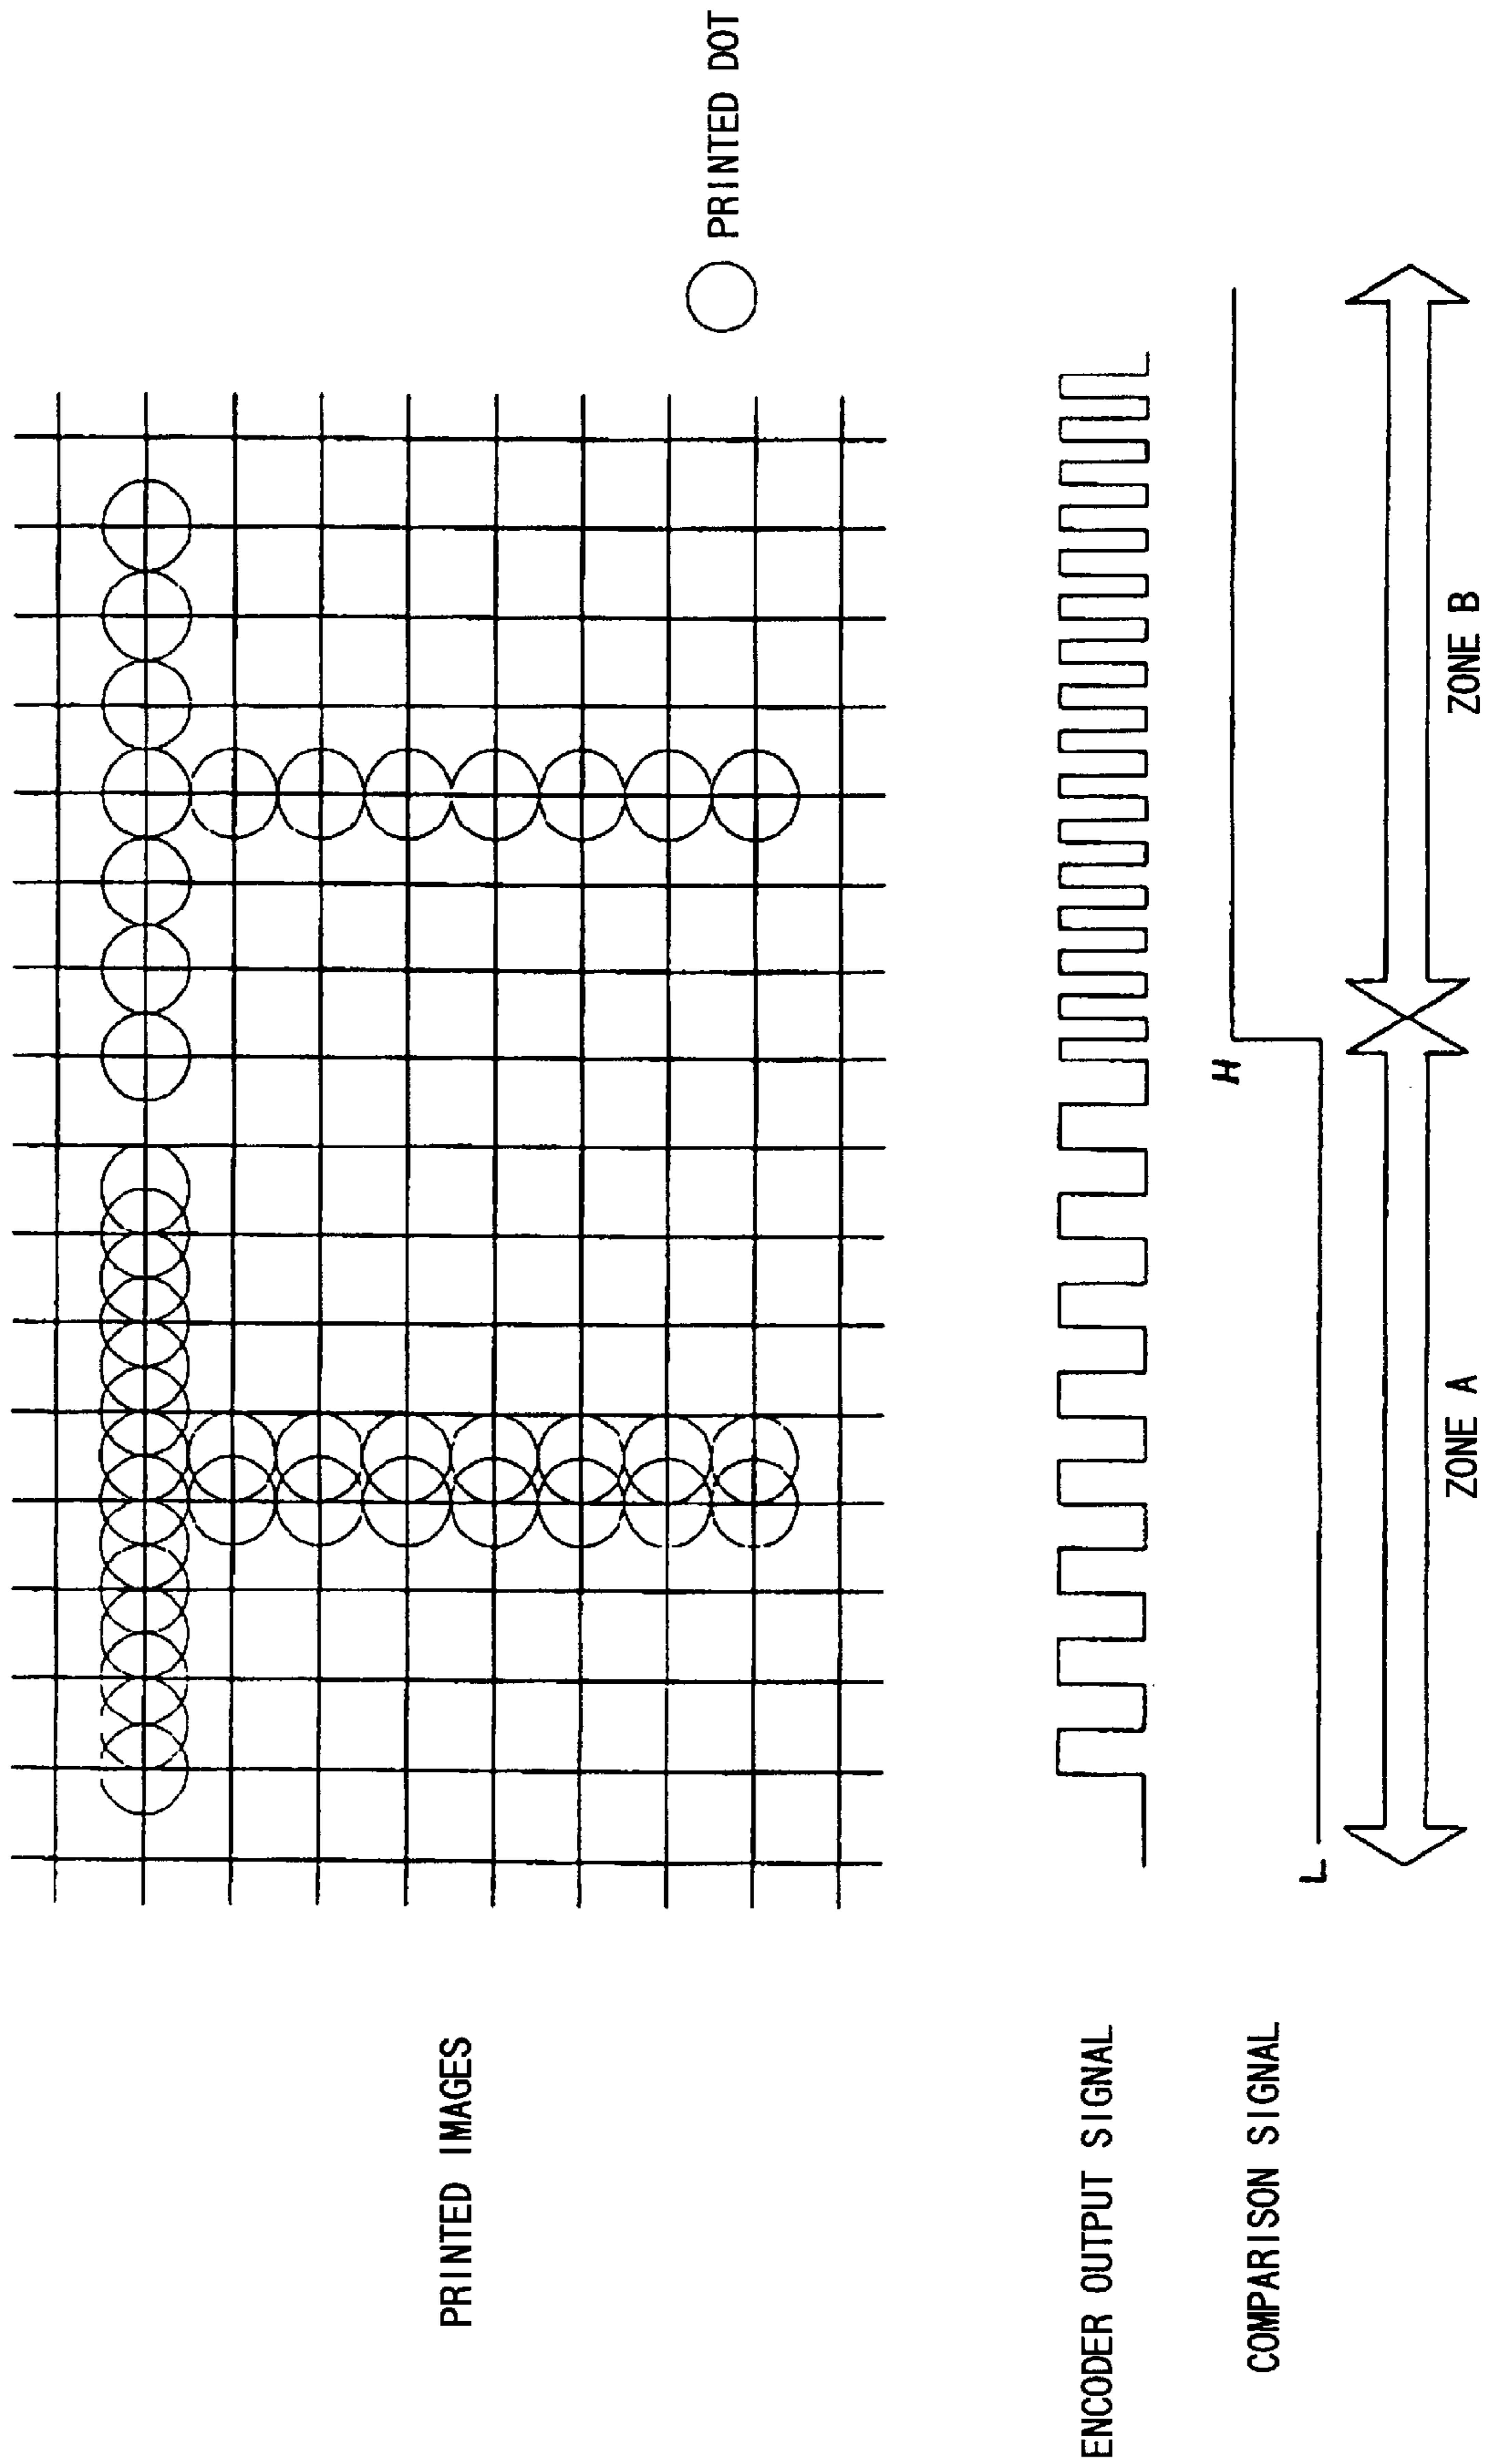 PRINTED DOT
PRINTED IMAGES
ENCODER OUTPUT SIGNAL
COMPARISON SIGNAL
H
L
ZONE A
ZONE B